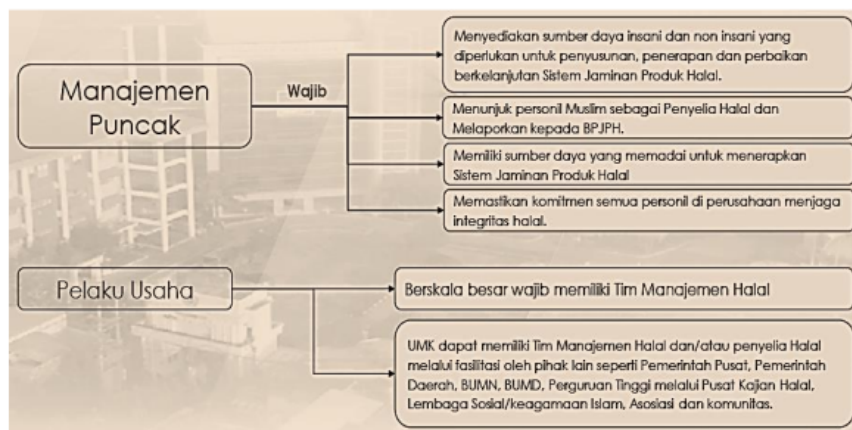 Manajemen
Puncak
Wajib
Menyediakan sumber daya insani dan non insani yang
diperlukan untuk penyusunan, penerapan dan perbaikan
berkelanjutan Sistem Jaminan Produk Halal.
Menunjuk personil Muslim sebagai Penyelia Halal dan
Melaporkan kepada BPJPH.
Memiliki sumber daya yang memadai untuk menerapkan
Sistem Jaminan Produk Halal
Memastikan komitmen semua personil di perusahaan menjaga
integritas halal.
Pelaku Usaha
Berskala besar wajib memiliki Tim Manajemen Halal
UMK dapat memiliki Tim Manajemen Halal dan/atau penyelia Halal
melalui fasilitasi oleh pihak lain seperti Pemerintah Pusat, Pemerintah
Daerah, BUMN, BUMD, Perguruan Tinggi melalui Pusat Kajian Halal,
Lembaga Sosial/keagamaan Islam, Asosiasi dan komunitas.